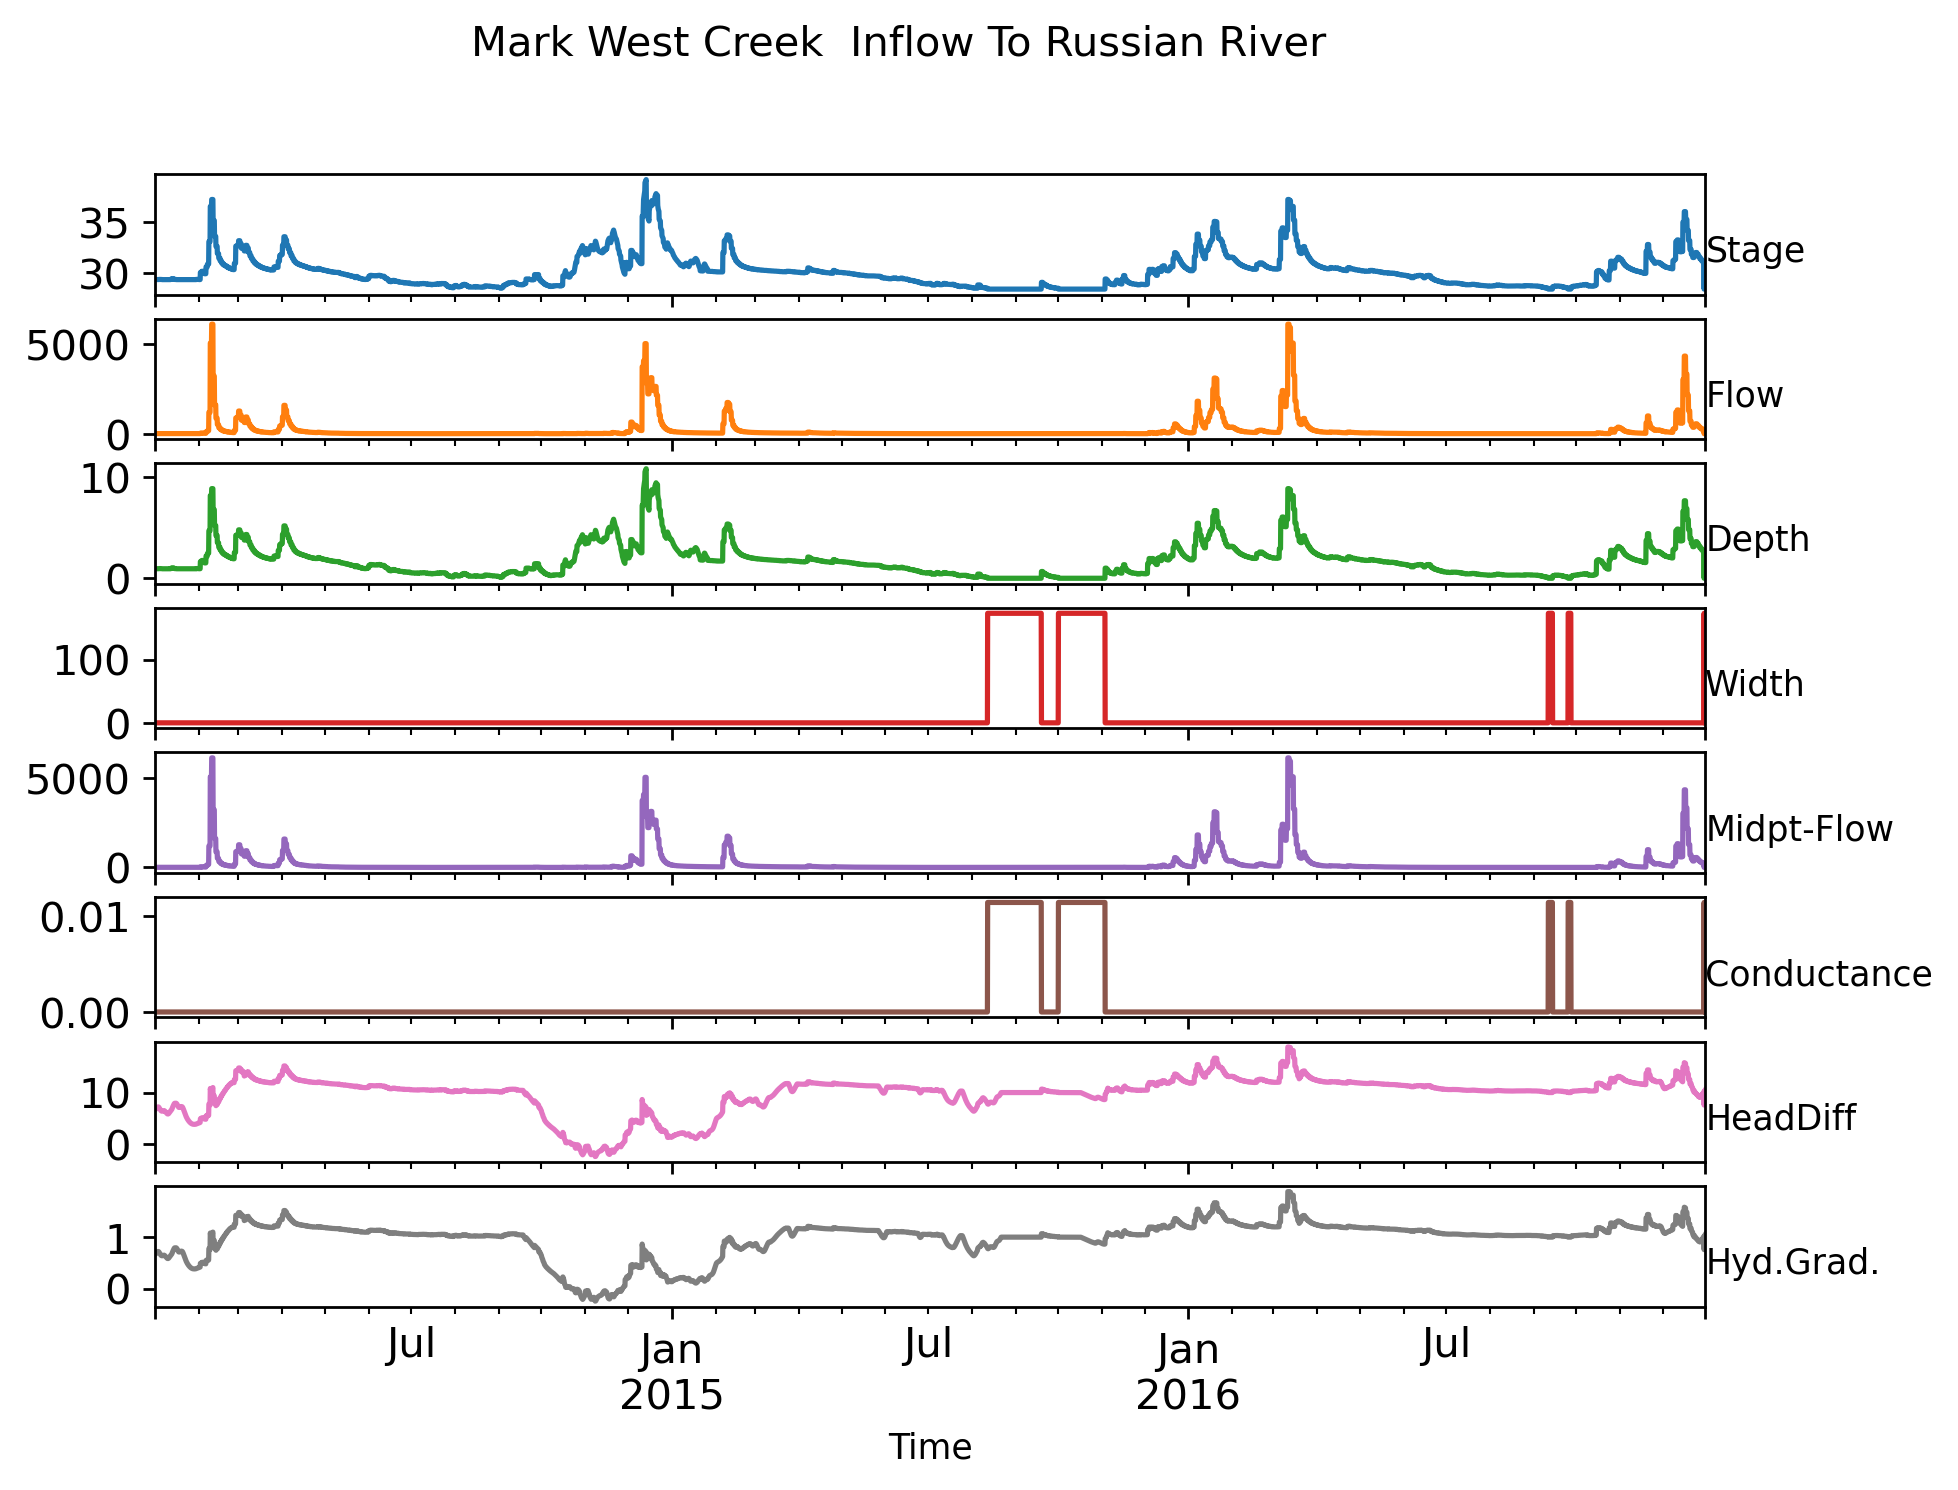 Mark West Creek  Inflow To Russian River
35
30
Stage
5000
0
Flow
10
0
Depth
100
0
Width
5000
0
Midpt-Flow
0.01
0.00
Conductance
10
0
HeadDiff
1
0
Hyd.Grad.
Jul
Jan
2015
Jul
Jan
2016
Jul
Time